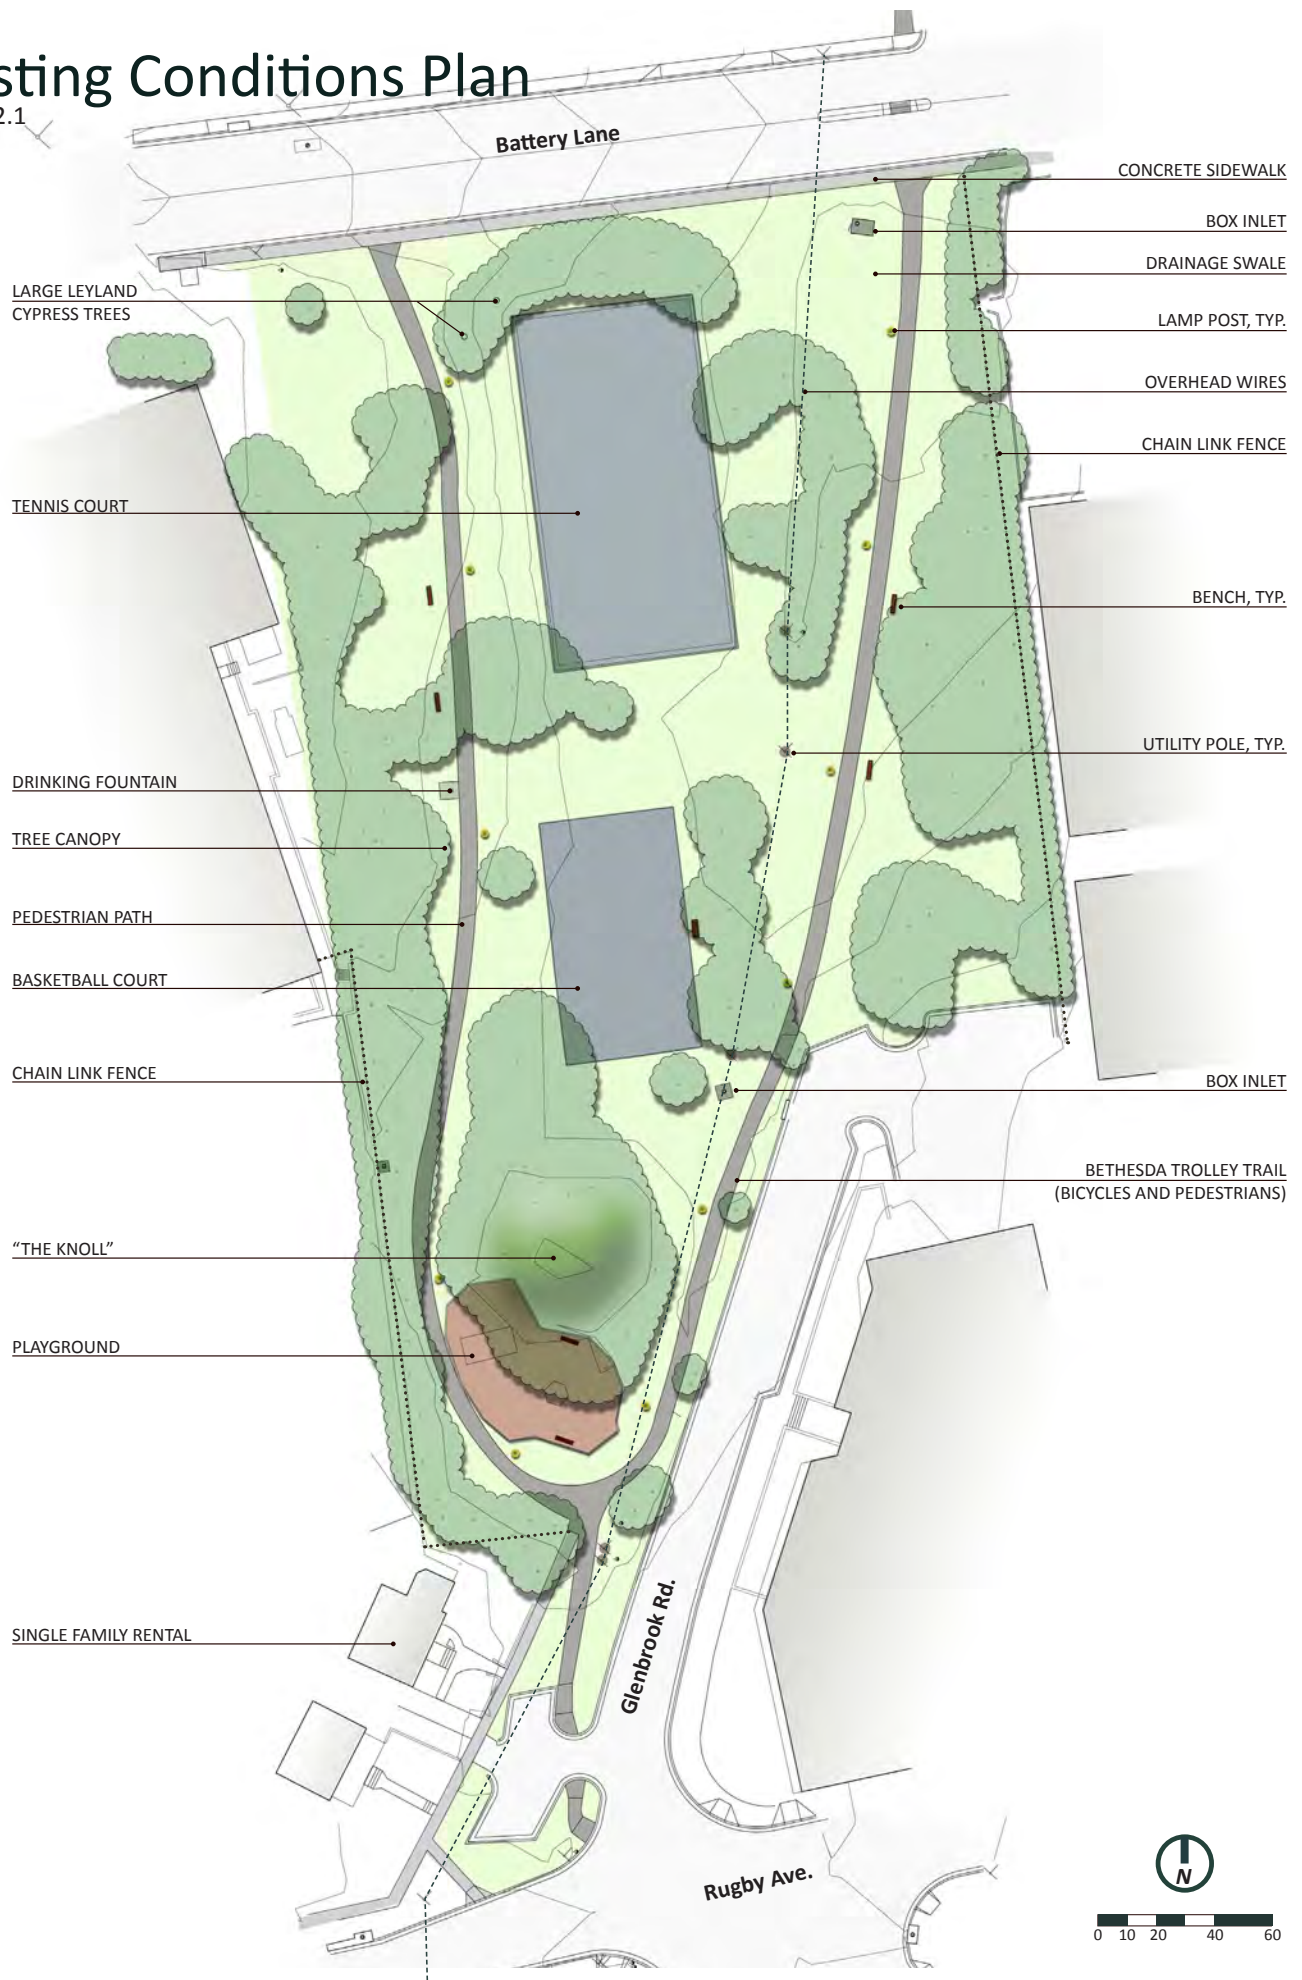 sting Conditions Plan
2.1
Battery Lane
CONCRETE SIDEWALK
BOX INLET
DRAINAGE SWALE
LARGE LEYLAND
CYPRESS TREES
LAMP POST, TYP.
OVERHEAD WIRES
CHAIN LINK FENCE
TENNIS COURT
BENCH, TYP.
UTILITY POLE, TYP.
DRINKING FOUNTAIN
TREE CANOPY
PEDESTRIAN PATH
BASKETBALL COURT
CHAIN LINK FENCE
BOX INLET
BETHESDA TROLLEY TRAIL
(BICYCLES AND PEDESTRIANS)
“THE KNOLL”
PLAYGROUND
SINGLE FAMILY RENTAL
Glenbrook Rd.
Rugby Ave.
N
0 10 20 40 60